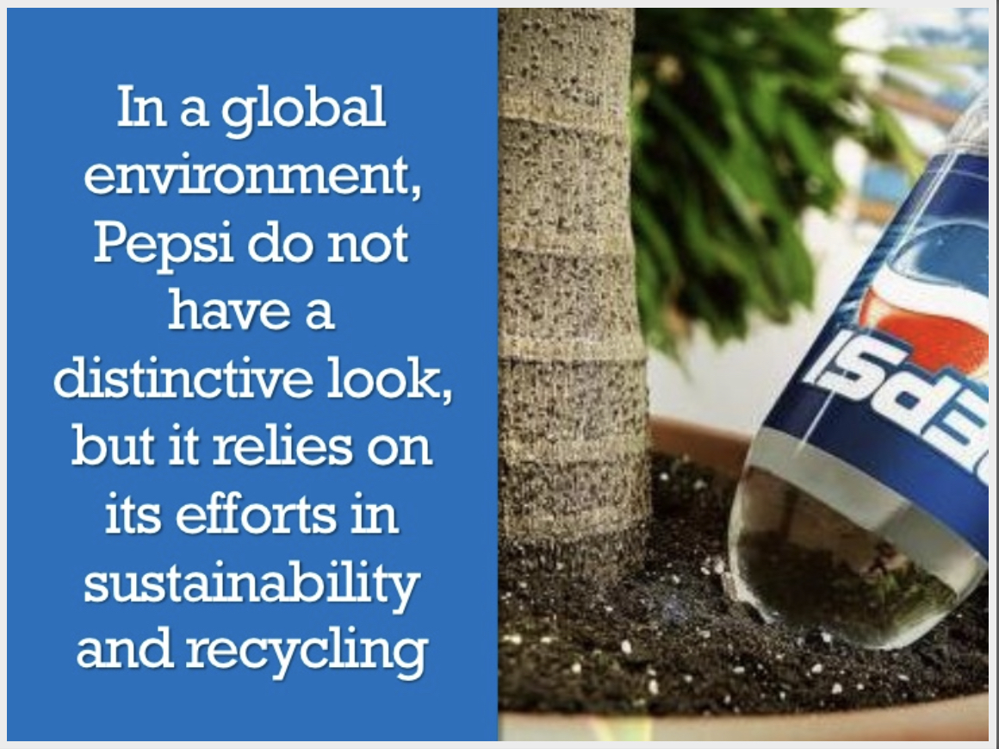 In a global
environment,
Pepsi do not
have a
distinctive look,
but it relies on
its efforts in
sustainability
and recycling
EPSI